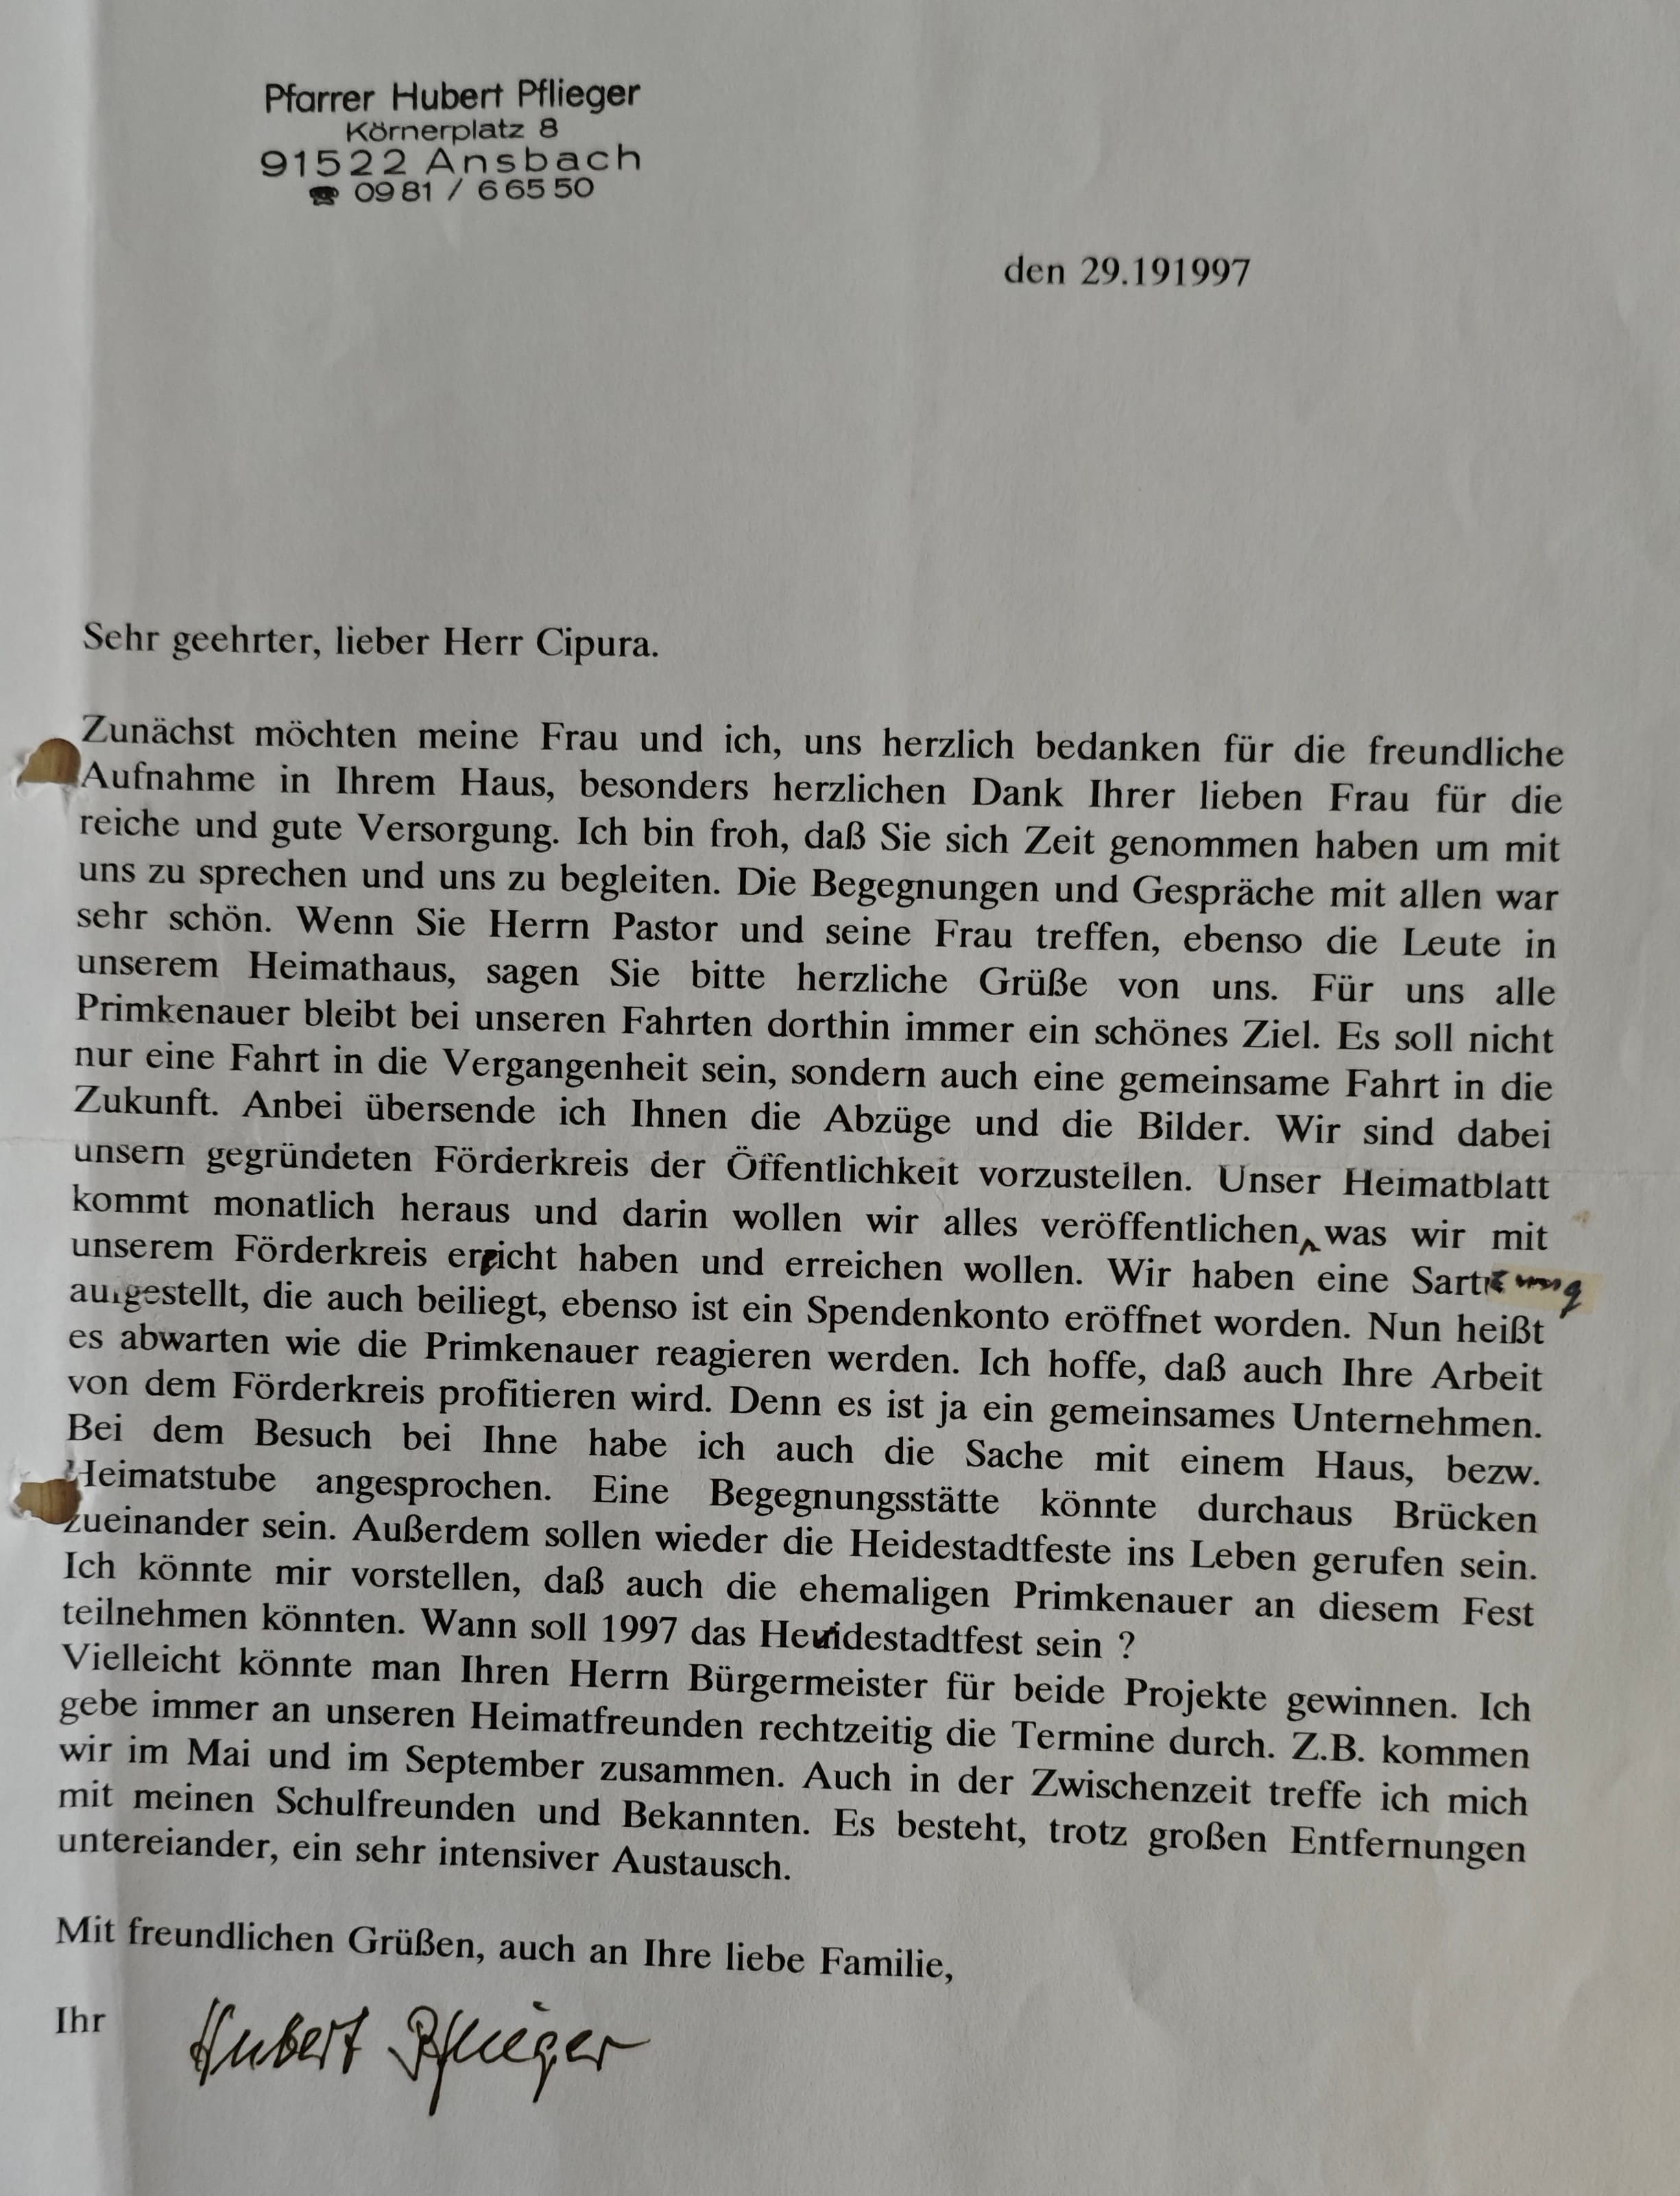 Pfarrer Hubert Pflieger
Körnerplatz 8
91522 Ansbach
☎ 0981 / 66550
den 29.191997
Sehr geehrter, lieber Herr Cipura.
Zunächst möchten meine Frau und ich, uns herzlich bedanken für die freundliche
Aufnahme in Ihrem Haus, besonders herzlichen Dank Ihrer lieben Frau für die
reiche und gute Versorgung. Ich bin froh, daß Sie sich Zeit genommen haben um mit
uns zu sprechen und uns zu begleiten. Die Begegnungen und Gespräche mit allen war
sehr schön. Wenn Sie Herrn Pastor und seine Frau treffen, ebenso die Leute in
unserem Heimathaus, sagen Sie bitte herzliche Grüße von uns. Für uns alle
Primkenauer bleibt bei unseren Fahrten dorthin immer ein schönes Ziel. Es soll nicht
nur eine Fahrt in die Vergangenheit sein, sondern auch eine gemeinsame Fahrt in die
Zukunft. Anbei übersende ich Ihnen die Abzüge und die Bilder. Wir sind dabei
unsern gegründeten Förderkreis der Öffentlichkeit vorzustellen. Unser Heimatblatt
kommt monatlich heraus und darin wollen wir alles veröffentlichen, was wir mit
unserem Förderkreis erreicht haben und erreichen wollen. Wir haben eine
aufgestellt, die auch beiliegt, ebenso ist ein Spendenkonto eröffnet worden. Nun heißt
es abwarten wie die Primkenauer reagieren werden. Ich hoffe, daß auch Ihre Arbeit
von dem Förderkreis profitieren wird. Denn es ist ja ein gemeinsames Unternehmen.
Bei dem Besuch bei Ihne habe ich auch die Sache mit einem Haus, bezw.
Heimatstube angesprochen. Eine Begegnungsstätte könnte durchaus Brücken
zueinander sein. Außerdem sollen wieder die Heidestadtfeste ins Leben gerufen sein.
Ich könnte mir vorstellen, daß auch die ehemaligen Primkenauer an diesem Fest
teilnehmen könnten. Wann soll 1997 das Heidestadtfest sein ?
Vielleicht könnte man Ihren Herrn Bürgermeister für beide Projekte gewinnen. Ich
gebe immer an unseren Heimatfreunden rechtzeitig die Termine durch. Z.B. kommen
wir im Mai und im September zusammen. Auch in der Zwischenzeit treffe ich mich
mit meinen Schulfreunden und Bekannten. Es besteht, trotz großen Entfernungen
untereiander, ein sehr intensiver Austausch.
Mit freundlichen Grüßen, auch an Ihre liebe Familie,
Ihr Hubert Pflieger